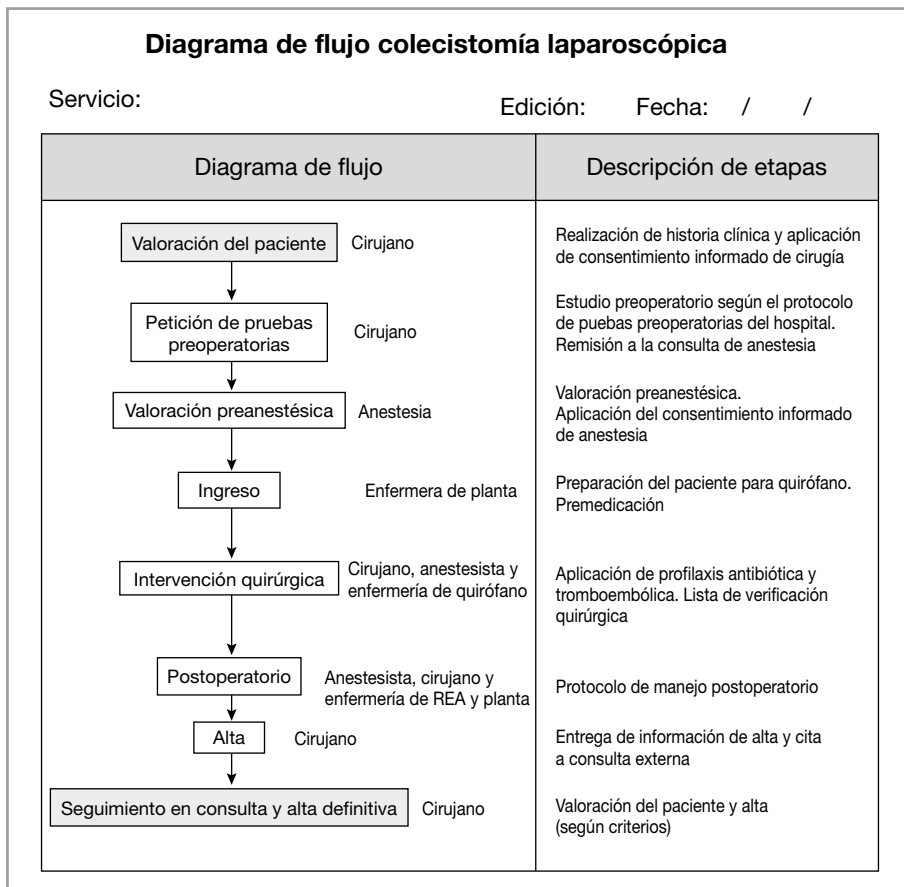 Diagrama de flujo colecistomía laparoscópica
Servicio:
Edición: Fecha: / /
Diagrama de flujo
Descripción de etapas
Valoración del paciente
Cirujano
Realización de historia clínica y aplicación
de consentimiento informado de cirugía
Petición de pruebas
preoperatorias
Cirujano
Estudio preoperatorio según el protocolo
de puebas preoperatorias del hospital.
Remisión a la consulta de anestesia
Valoración preanestésica
Anestesia
Valoración preanestésica.
Aplicación del consentimiento informado
de anestesia
Ingreso
Enfermera de planta
Preparación del paciente para quirófano.
Premedicación
Intervención quirúrgica
Cirujano, anestesista y
enfermería de quirófano
Aplicación de profilaxis antibiótica y
tromboembólica. Lista de verificación
quirúrgica
Postoperatorio
Anestesista, cirujano y
enfermería de REA y planta
Protocolo de manejo postoperatorio
Alta
Cirujano
Entrega de información de alta y cita
a consulta externa
Seguimiento en consulta y alta definitiva
Cirujano
Valoración del paciente y alta
(según criterios)